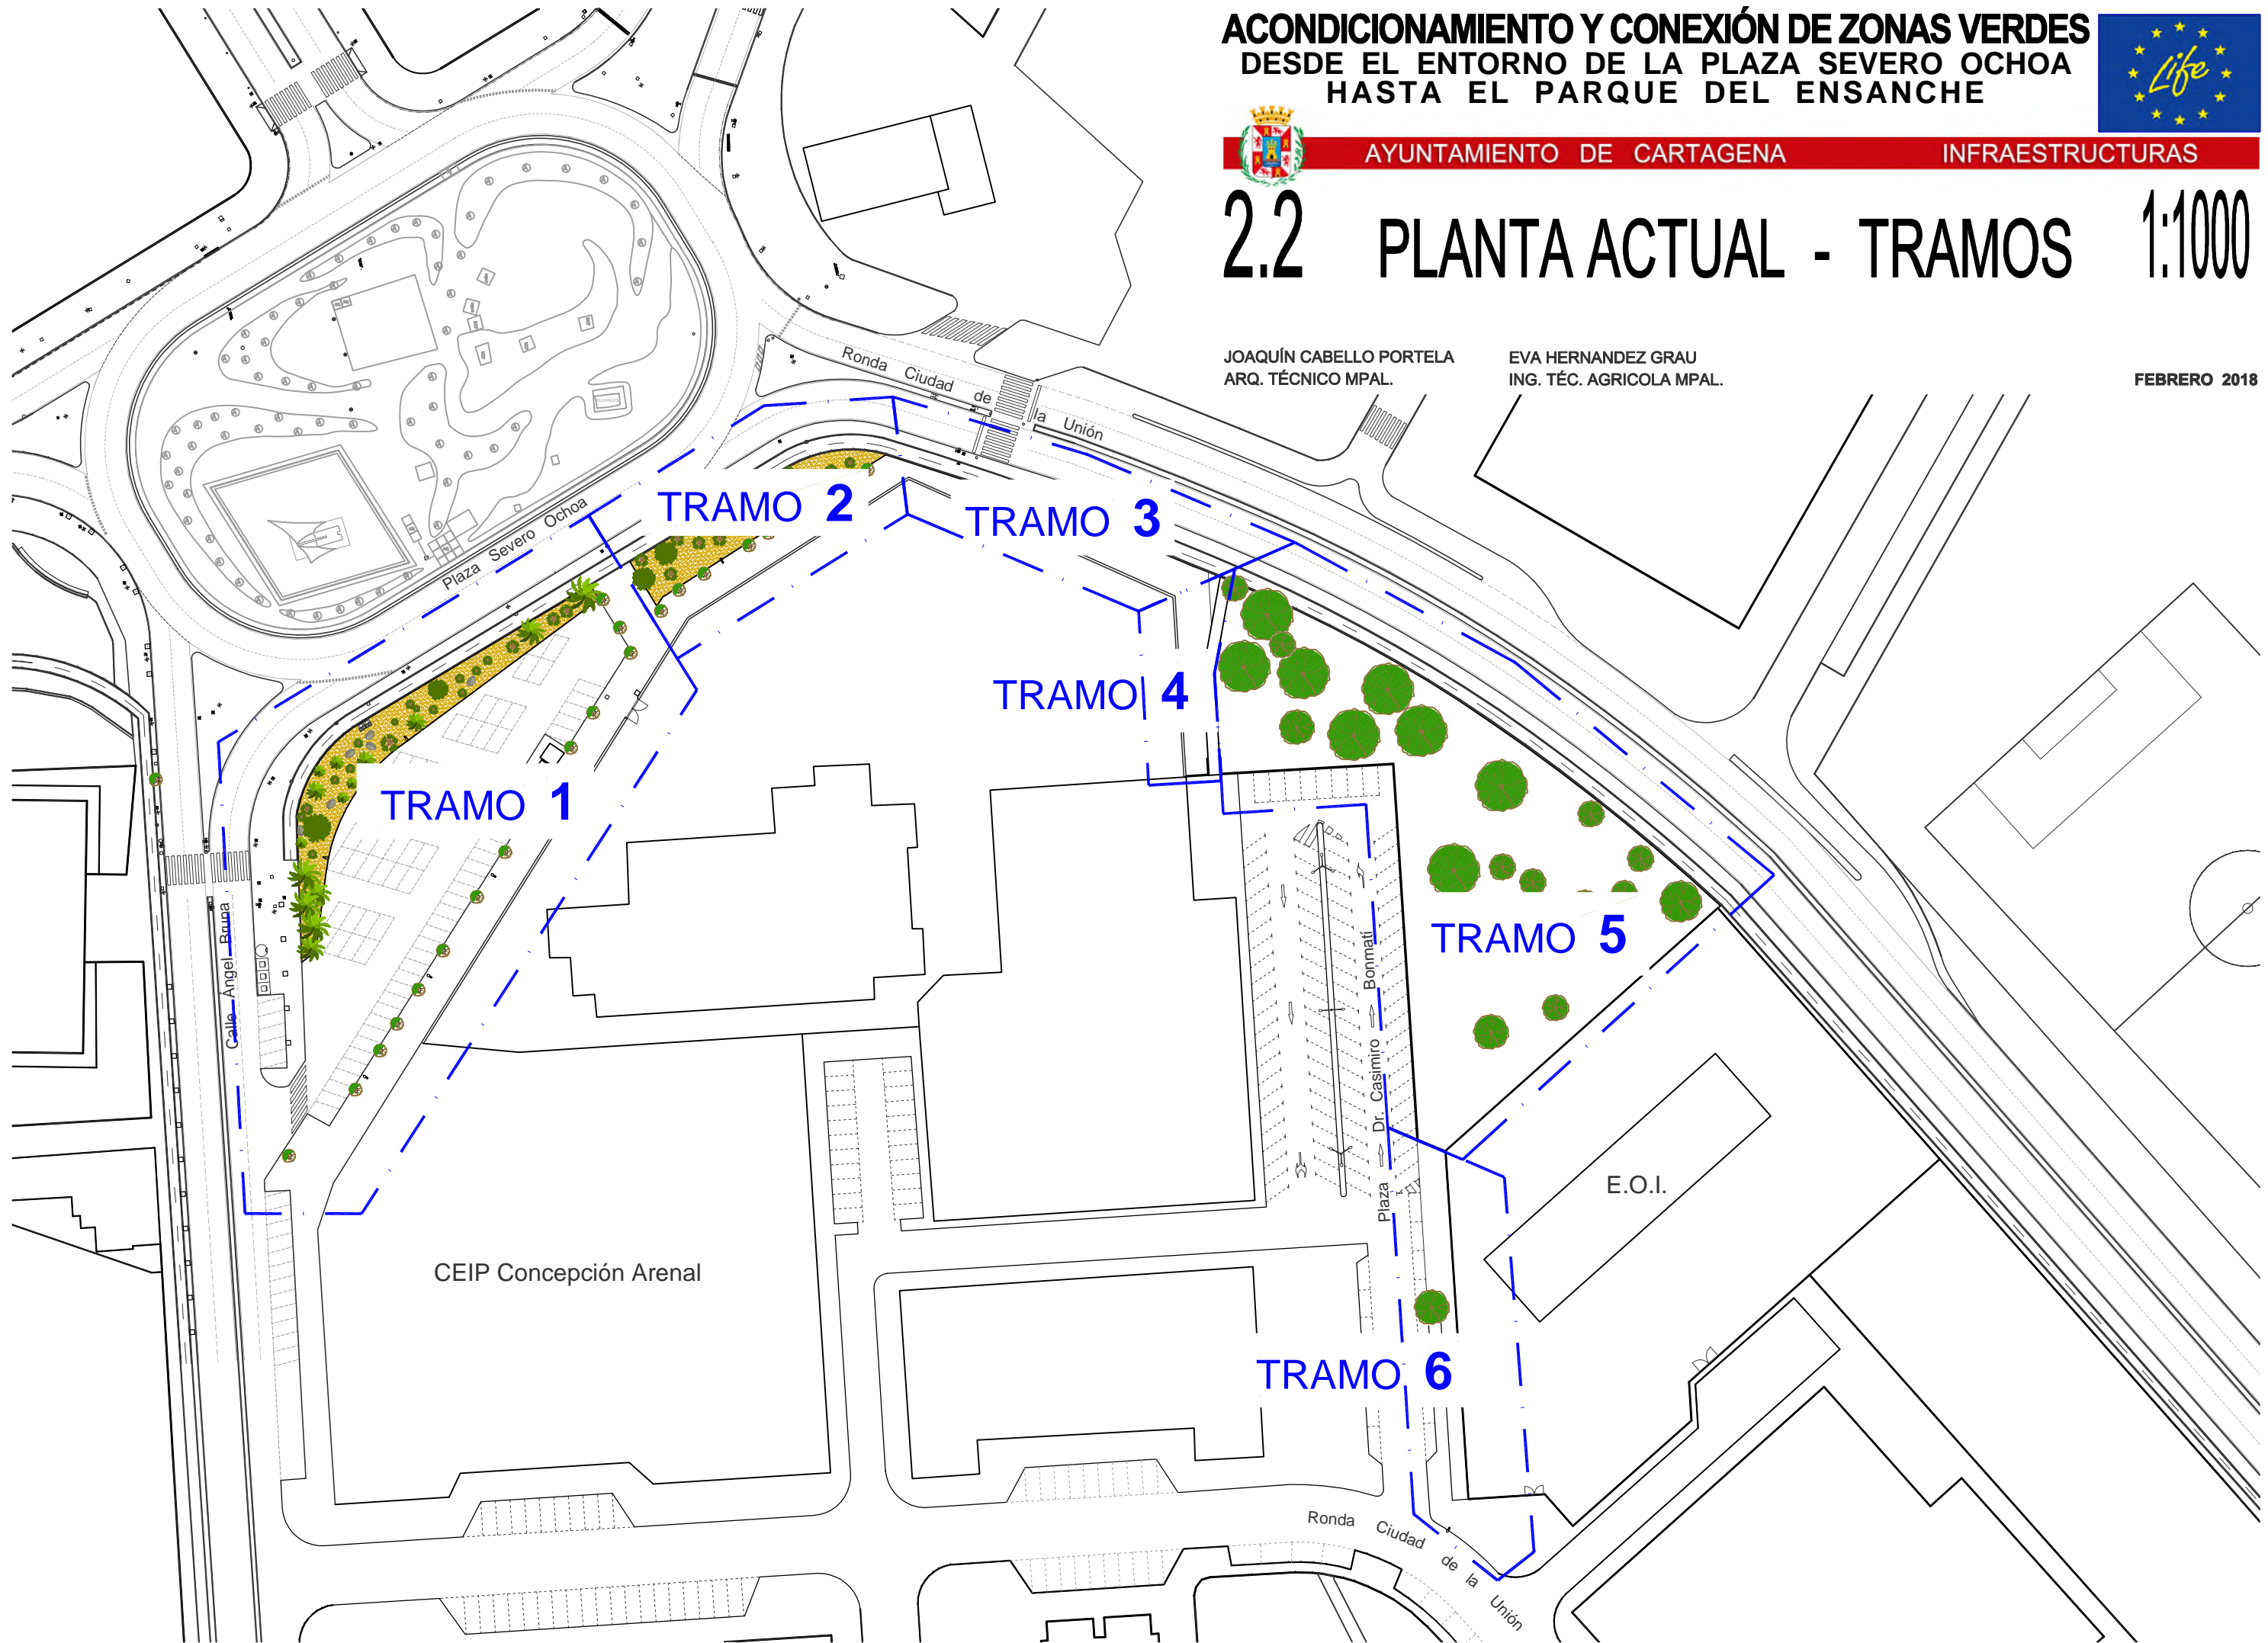 ACONDICIONAMIENTO Y CONEXIÓN DE ZONAS VERDES
DESDE EL ENTORNO DE LA PLAZA SEVERO OCHOA
HASTA EL PARQUE DEL ENSANCHE
Life
AYUNTAMIENTO DE CARTAGENA INFRAESTRUCTURAS
2.2 PLANTA ACTUAL - TRAMOS 1:1000
JOAQUÍN CABELLO PORTELA
ARQ. TÉCNICO MPAL.
EVA HERNANDEZ GRAU
ING. TÉC. AGRICOLA MPAL.
FEBRERO 2018
Ronda Ciudad de la Unión
Plaza Severo Ochoa
TRAMO 2
TRAMO 3
TRAMO 4
TRAMO 1
Calle Ángel Bruna
TRAMO 5
Plaza Dr. Casimiro Bonmatí
E.O.I.
CEIP Concepción Arenal
TRAMO 6
Ronda Ciudad de la Unión